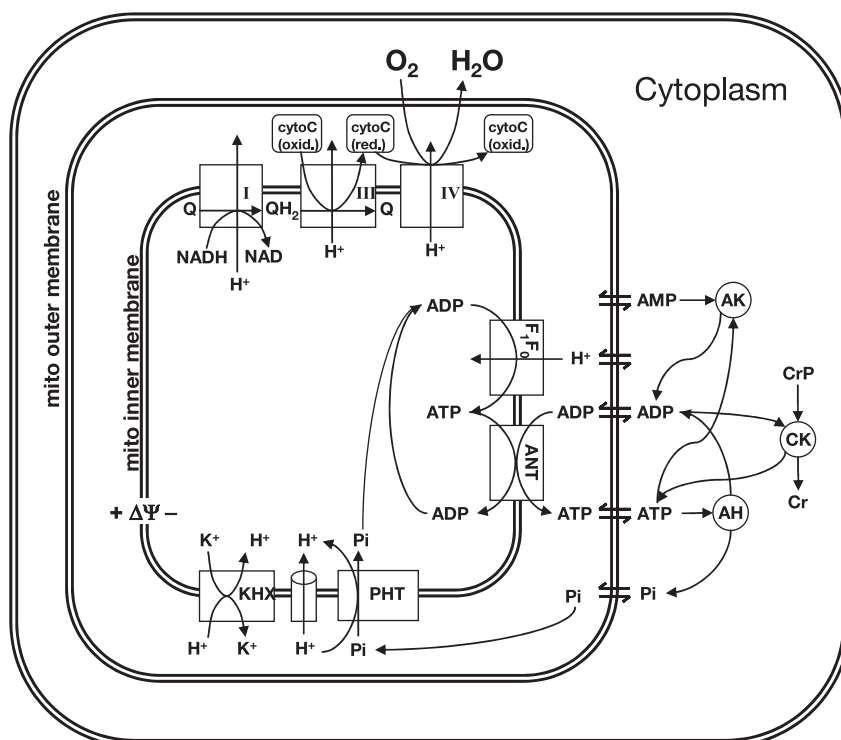 O₂ H₂O
Cytoplasm
cytoC
(oxid.)
cytoC
(red.)
cytoC
(oxid.)
I
III
IV
Q
QH₂
Q
NADH
NAD
H⁺
H⁺
H⁺
mito outer membrane
mito inner membrane
ADP
F₁F₀
H⁺
AMP
AK
ATP
ADP
ADP
CrP
CK
Cr
ANT
ADP
ATP
ATP
AH
+ ΔΨ −
K⁺
H⁺
H⁺
Pi
KHX
PHT
Pi
Pi
H⁺
K⁺
H⁺
Pi